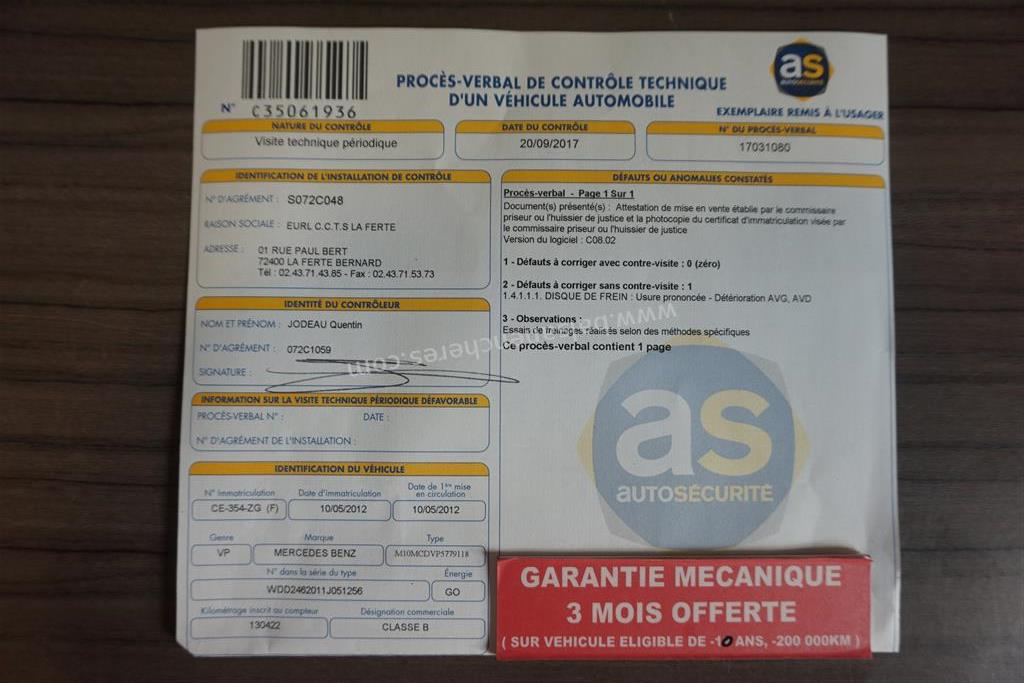 PROCÈS-VERBAL DE CONTRÔLE TECHNIQUE
D'UN VÉHICULE AUTOMOBILE
as
AUTOSÉCURITÉ
N° C35061936
EXEMPLAIRE REMIS À L'USAGER
NATURE DU CONTRÔLE
Visite technique périodique
DATE DU CONTRÔLE
20/09/2017
N° DU PROCÈS-VERBAL
17031080
IDENTIFICATION DE L'INSTALLATION DE CONTRÔLE
N° D'AGRÉMENT : S072C048
RAISON SOCIALE : EURL C.C.T.S LA FERTE
ADRESSE : 01 RUE PAUL BERT
72400 LA FERTE BERNARD
Tél : 02.43.71.43.85 - Fax : 02.43.71.53.73
IDENTITÉ DU CONTRÔLEUR
NOM ET PRÉNOM : JODEAU Quentin
N° D'AGRÉMENT : 072C1059
SIGNATURE :
INFORMATION SUR LA VISITE TECHNIQUE PÉRIODIQUE DÉFAVORABLE
PROCÈS-VERBAL N° : DATE :
N° D'AGRÉMENT DE L'INSTALLATION :
IDENTIFICATION DU VÉHICULE
N° Immatriculation Date d'immatriculation Date de 1ère mise
en circulation
CE-354-ZG (F) 10/05/2012 10/05/2012
Genre Marque Type
VP MERCEDES BENZ M10MCDVP5779118
N° dans la série du type Énergie
WDD2462011J051256 GO
Kilométrage inscrit au compteur Désignation commerciale
130422 CLASSE B
DÉFAUTS OU ANOMALIES CONSTATÉS
Procès-verbal - Page 1 Sur 1
Document(s) présenté(s) : Attestation de mise en vente établie par le commissaire
priseur ou l'huissier de justice et la photocopie du certificat d'immatriculation visée par
le commissaire priseur ou l'huissier de justice
Version du logiciel : C08.02
1 - Défauts à corriger avec contre-visite : 0 (zéro)
2 - Défauts à corriger sans contre-visite : 1
1.4.1.1.1. DISQUE DE FREIN : Usure prononcée - Détérioration AVG, AVD
3 - Observations :
Essais de freinages réalisés selon des méthodes spécifiques
Ce procès-verbal contient 1 page
as
AUTOSÉCURITÉ
GARANTIE MECANIQUE
3 MOIS OFFERTE
( SUR VEHICULE ELIGIBLE DE -10 ANS, -200 000KM )